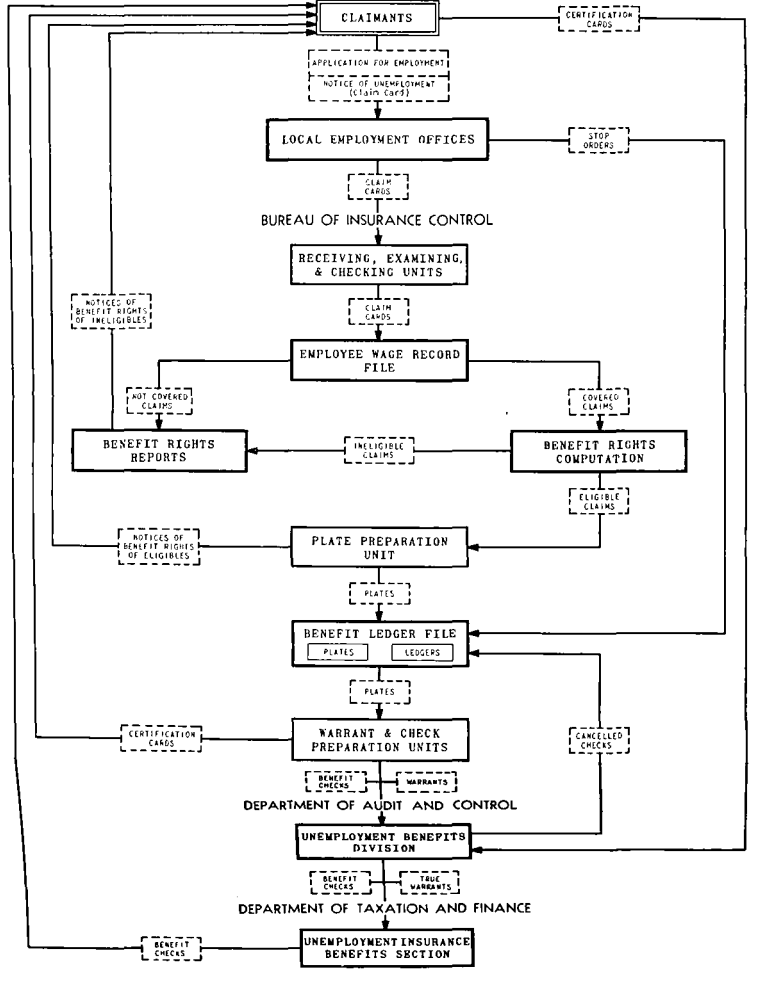 CLAIMANTS
CERTIFICATION
CARDS
APPLICATION FOR EMPLOYMENT
NOTICE OF UNEMPLOYMENT
(Claim Card)
LOCAL EMPLOYMENT OFFICES
STOP
ORDERS
CLAIM
CARDS
BUREAU OF INSURANCE CONTROL
RECEIVING, EXAMINING,
& CHECKING UNITS
NOTICES OF
BENEFIT RIGHTS
OF INELIGIBLES
CLAIM
CARDS
EMPLOYEE WAGE RECORD
FILE
NOT COVERED
CLAIMS
COVERED
CLAIMS
BENEFIT RIGHTS
REPORTS
INELIGIBLE
CLAIMS
BENEFIT RIGHTS
COMPUTATION
ELIGIBLE
CLAIMS
NOTICES OF
BENEFIT RIGHTS
OF ELIGIBLES
PLATE PREPARATION
UNIT
PLATES
BENEFIT LEDGER FILE
PLATES
LEDGERS
PLATES
CERTIFICATION
CARDS
WARRANT & CHECK
PREPARATION UNITS
CANCELLED
CHECKS
BENEFIT
CHECKS
WARRANTS
DEPARTMENT OF AUDIT AND CONTROL
UNEMPLOYMENT BENEFITS
DIVISION
BENEFIT
CHECKS
TRUE
WARRANTS
DEPARTMENT OF TAXATION AND FINANCE
BENEFIT
CHECKS
UNEMPLOYMENT INSURANCE
BENEFITS SECTION